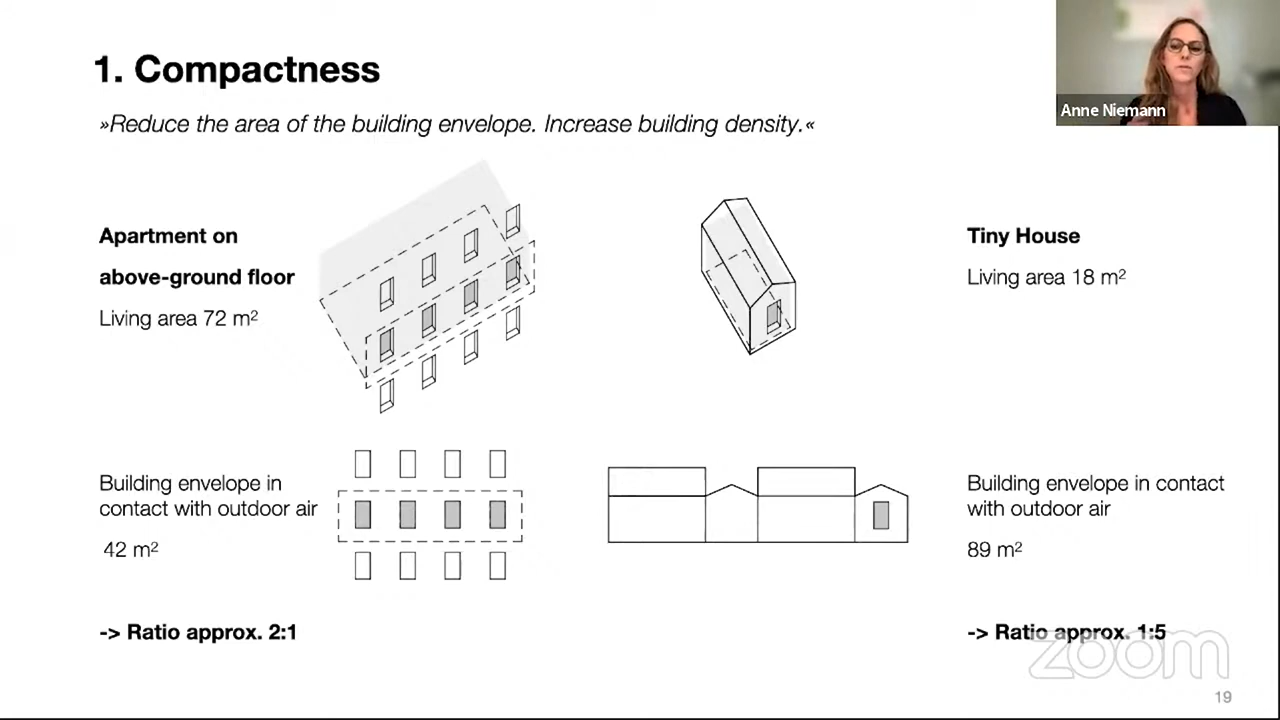 1. Compactness
»Reduce the area of the building envelope. Increase building density.«
Anne Niemann
Apartment on
above-ground floor
Living area 72 m²
Tiny House
Living area 18 m²
Building envelope in
contact with outdoor air
42 m²
Building envelope in contact
with outdoor air
89 m²
-> Ratio approx. 2:1
-> Ratio approx. 1:5
zoom
19